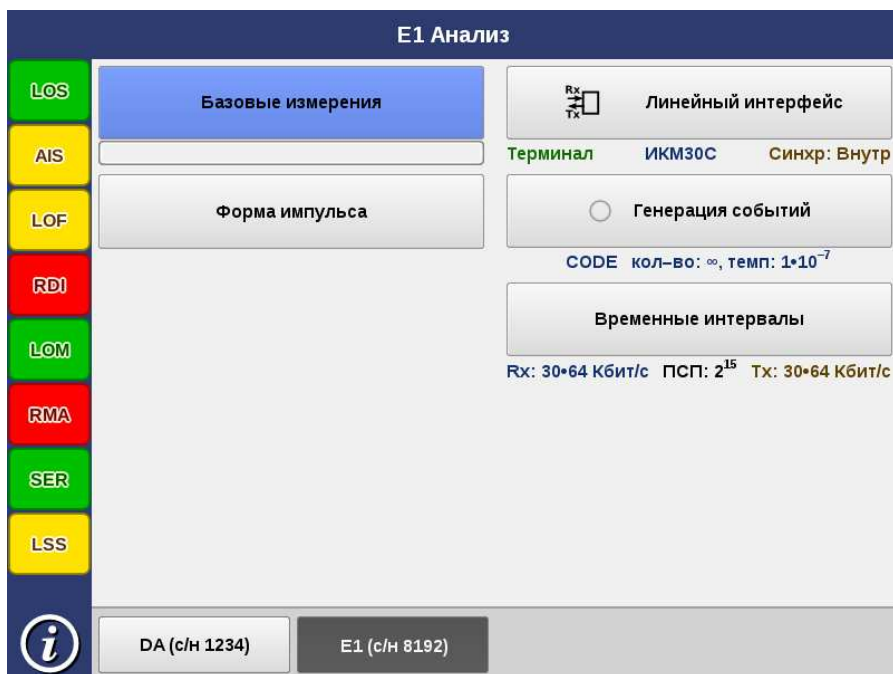 E1 Анализ
LOS
AIS
LOF
RDI
LOM
RMA
SER
LSS
Базовые измерения
Форма импульса
Rx
Tx
Линейный интерфейс
Терминал ИКМ30С Синхр: Внутр
Генерация событий
CODE кол–во: ∞, темп: 1•10⁻⁷
Временные интервалы
Rx: 30•64 Кбит/с ПСП: 2¹⁵ Tx: 30•64 Кбит/с
i
DA (с/н 1234)
E1 (с/н 8192)